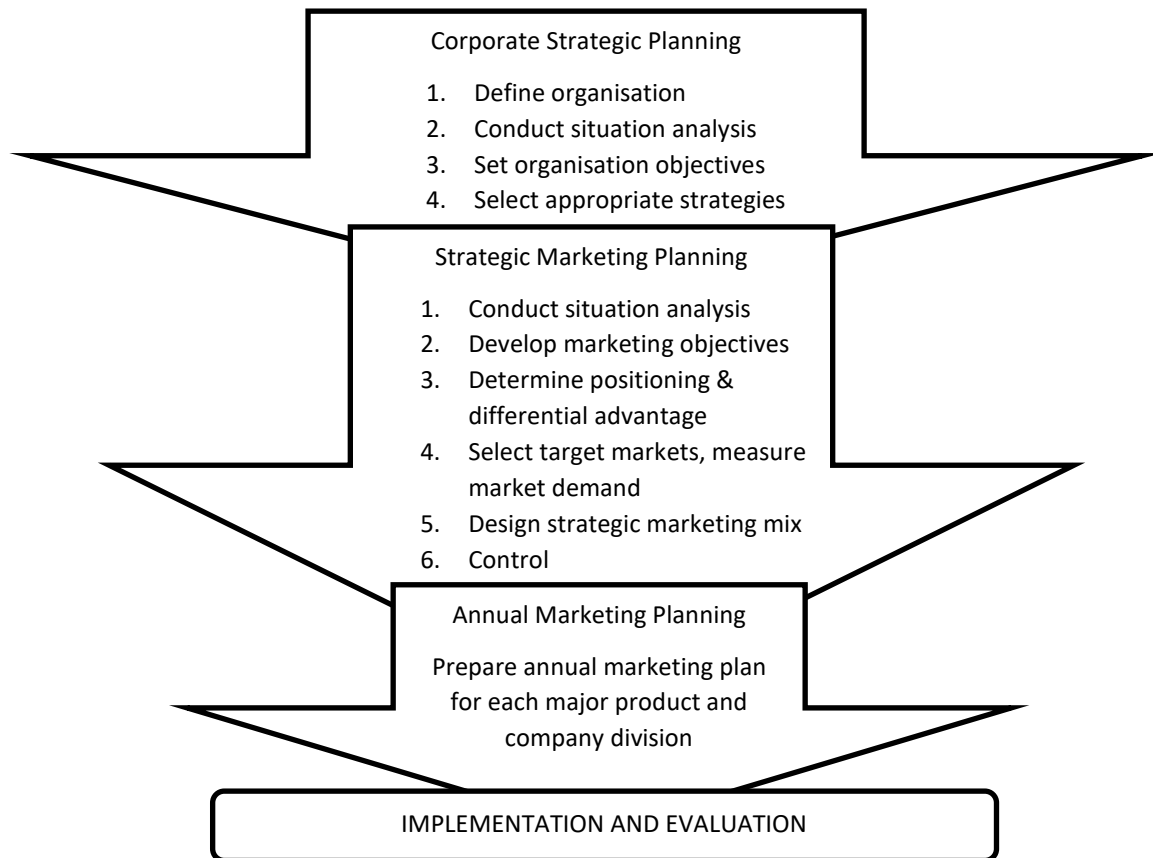 Corporate Strategic Planning
1. Define organisation
2. Conduct situation analysis
3. Set organisation objectives
4. Select appropriate strategies
Strategic Marketing Planning
1. Conduct situation analysis
2. Develop marketing objectives
3. Determine positioning &
differential advantage
4. Select target markets, measure
market demand
5. Design strategic marketing mix
6. Control
Annual Marketing Planning
Prepare annual marketing plan
for each major product and
company division
IMPLEMENTATION AND EVALUATION